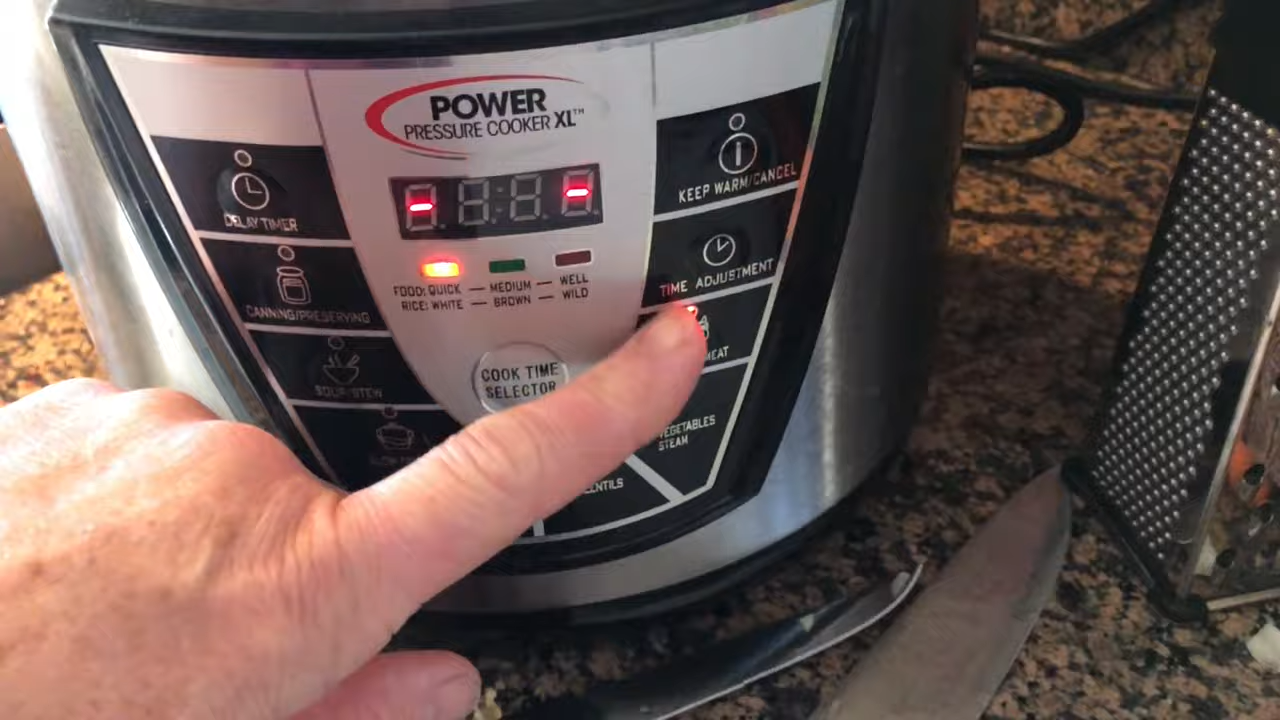 POWER
PRESSURE COOKER XL™
DELAY TIMER
CANNING/PRESERVING
SOUP/STEW
FOOD: QUICK — MEDIUM — WELL
RICE: WHITE — BROWN — WILD
COOK TIME
SELECTOR
KEEP WARM/CANCEL
TIME ADJUSTMENT
MEAT
VEGETABLES
STEAM